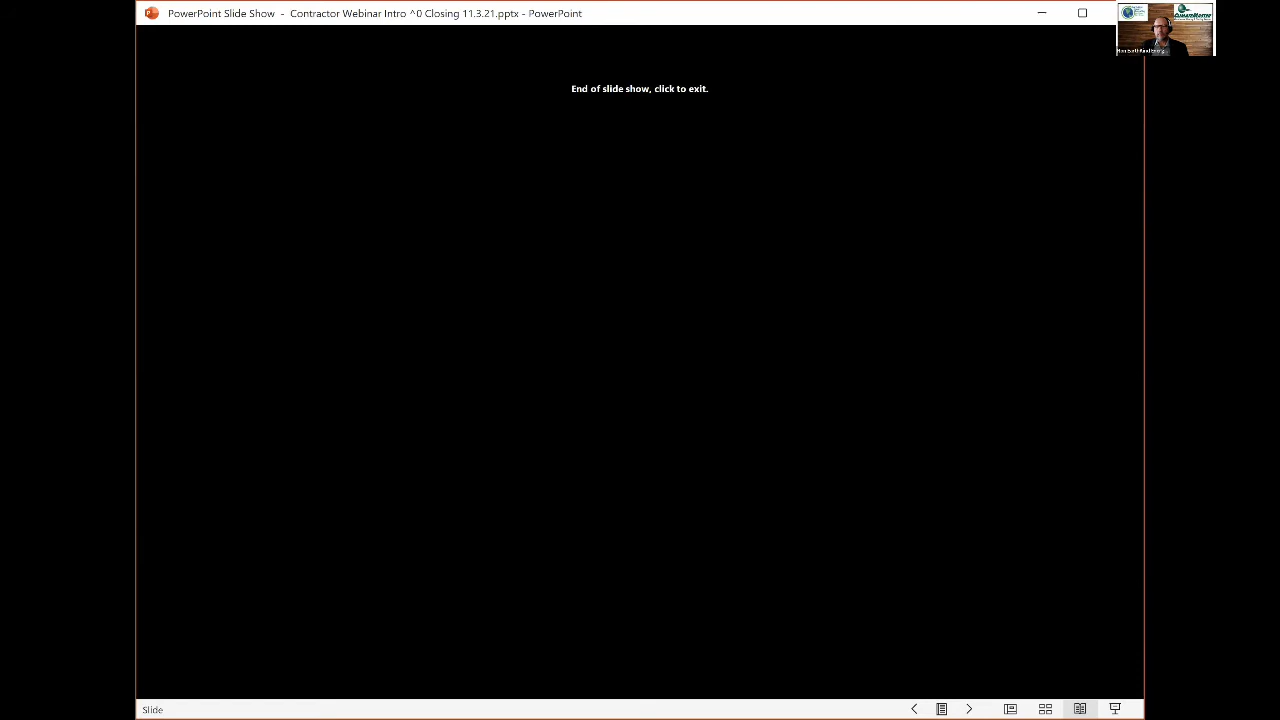 PowerPoint Slide Show - Contractor Webinar Intro ^0 Closing 11.3.21.pptx - PowerPoint
ClimateMaster
End of slide show, click to exit.
Slide